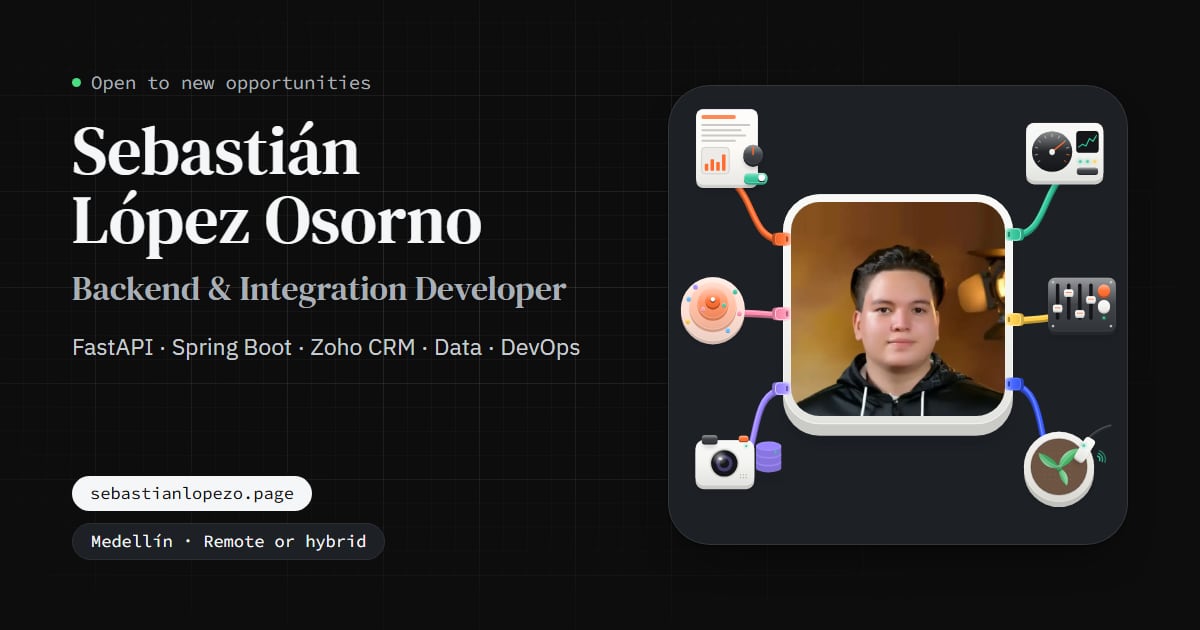 Open to new opportunities
Sebastián
López Osorno
Backend & Integration Developer
FastAPI · Spring Boot · Zoho CRM · Data · DevOps
sebastianlopezo.page
Medellín · Remote or hybrid